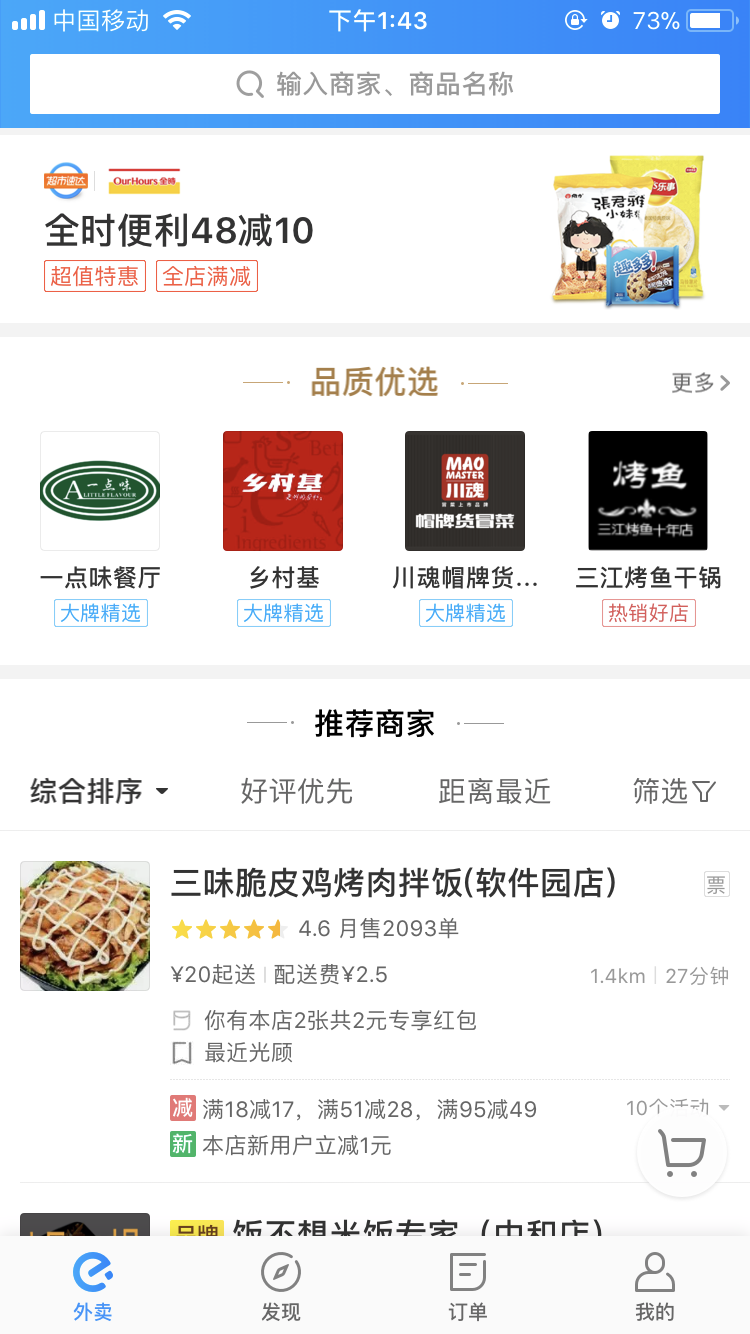 中国移动 下午1:43 73%
输入商家、商品名称
超市速达 OurHours 全時
全时便利48减10
超值特惠 全店满减
張君雅
小妹
乐事
趣多多!
品质优选 更多
A 一点味
LITTLE FLAVOUR
乡村基
Ingredients
MAO
MASTER
川魂
帽牌货冒菜
烤鱼
三江烤鱼十年店
一点味餐厅 乡村基 川魂帽牌货... 三江烤鱼干锅
大牌精选 大牌精选 大牌精选 热销好店
推荐商家
综合排序 好评优先 距离最近 筛选
三味脆皮鸡烤肉拌饭(软件园店) 票
4.6 月售2093单
¥20起送 配送费¥2.5 1.4km 27分钟
你有本店2张共2元专享红包
最近光顾
减 满18减17，满51减28，满95减49 10个活动
新 本店新用户立减1元
品牌 饭不想米饭专家（中和店）
外卖 发现 订单 我的